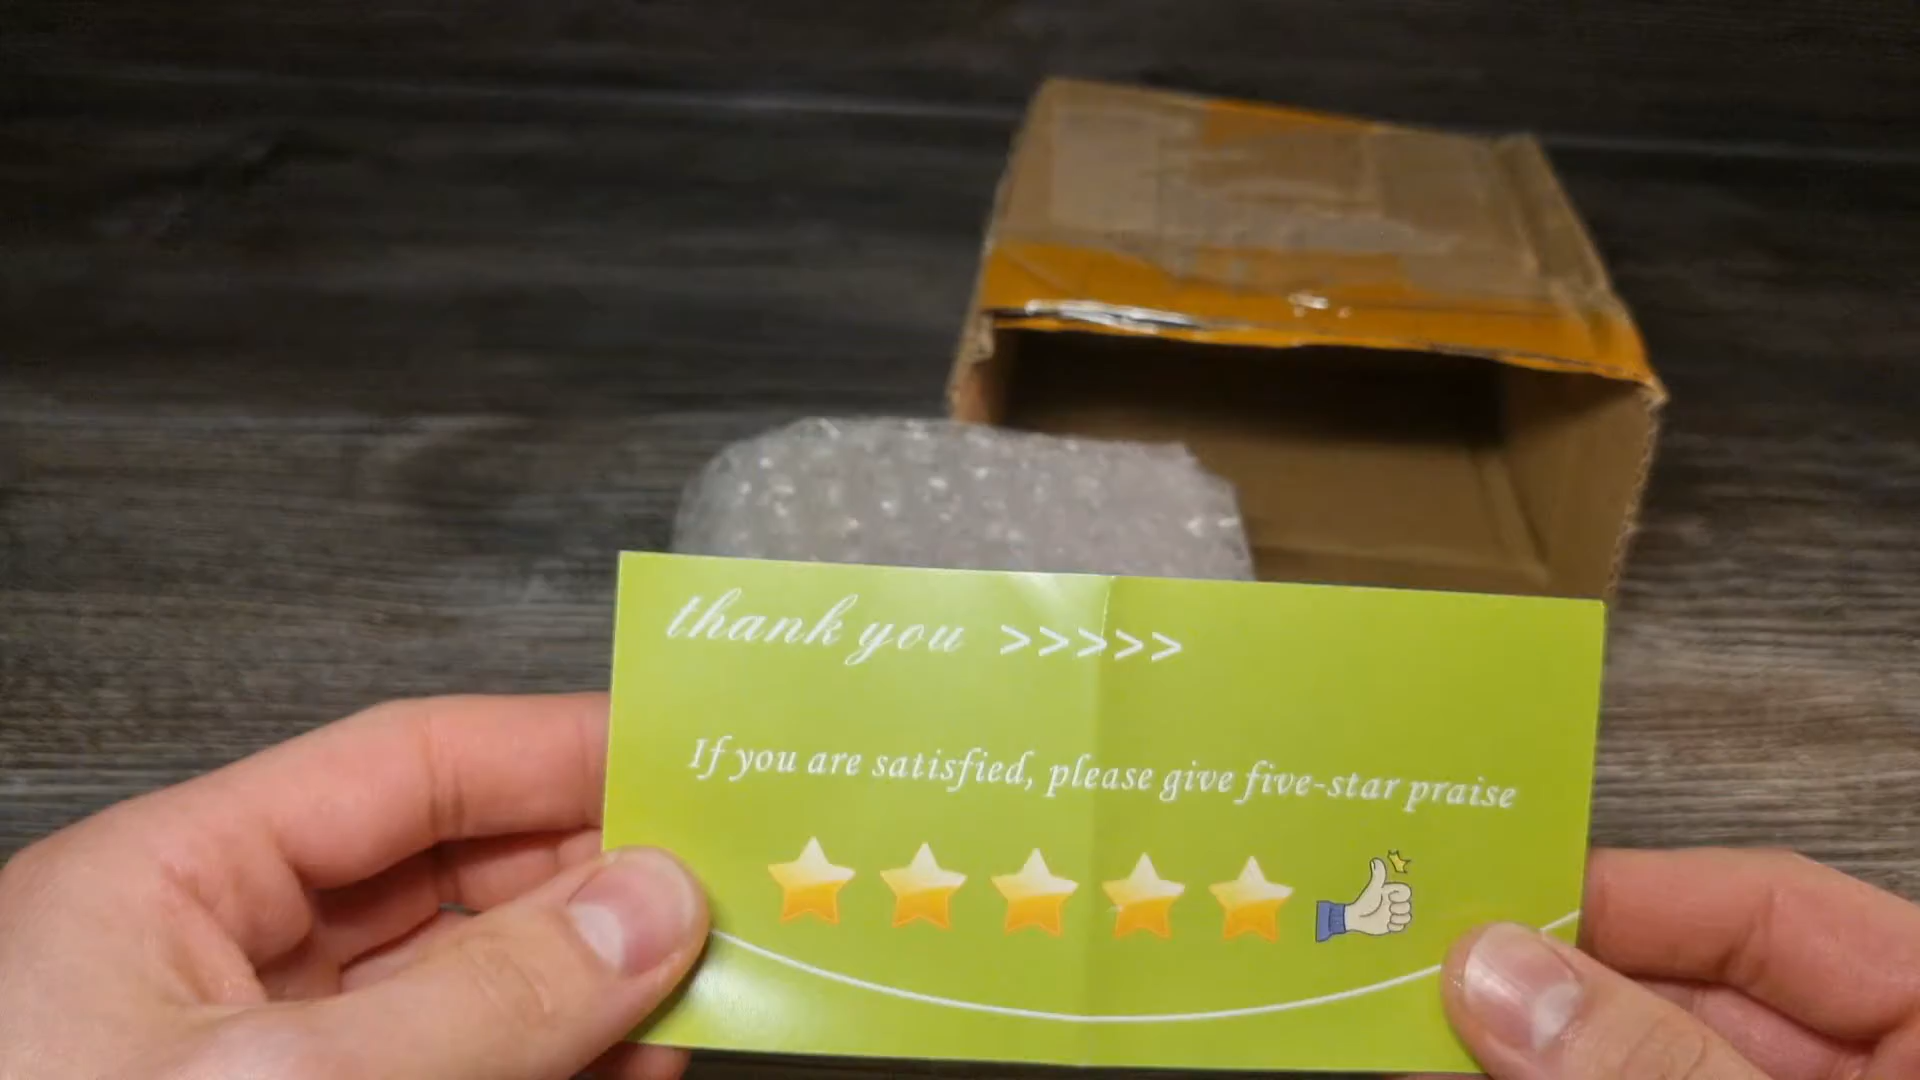 thank you >>>>>
If you are satisfied, please give five-star praise